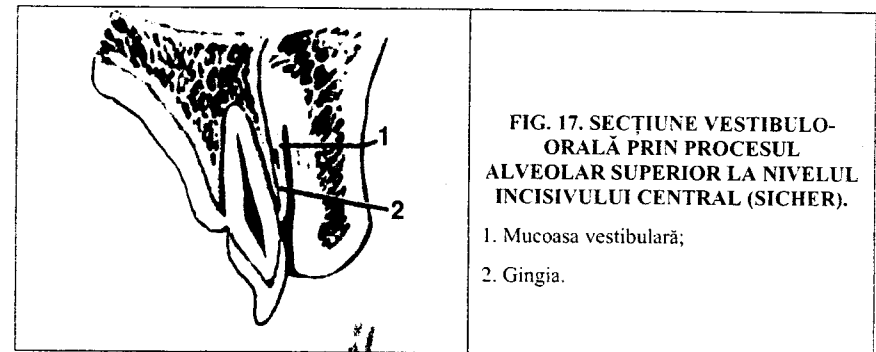 1
2
FIG. 17. SECȚIUNE VESTIBULO-
ORALĂ PRIN PROCESUL
ALVEOLAR SUPERIOR LA NIVELUL
INCISIVULUI CENTRAL (SICHER).
1. Mucoasa vestibulară;
2. Gingia.